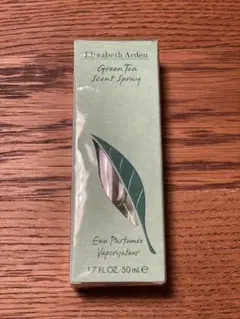 Elizabeth Arden
Green Tea
Scent Spray
Eau Parfumée
Vaporisateur
1.7 FL.OZ. 50 mL ℮